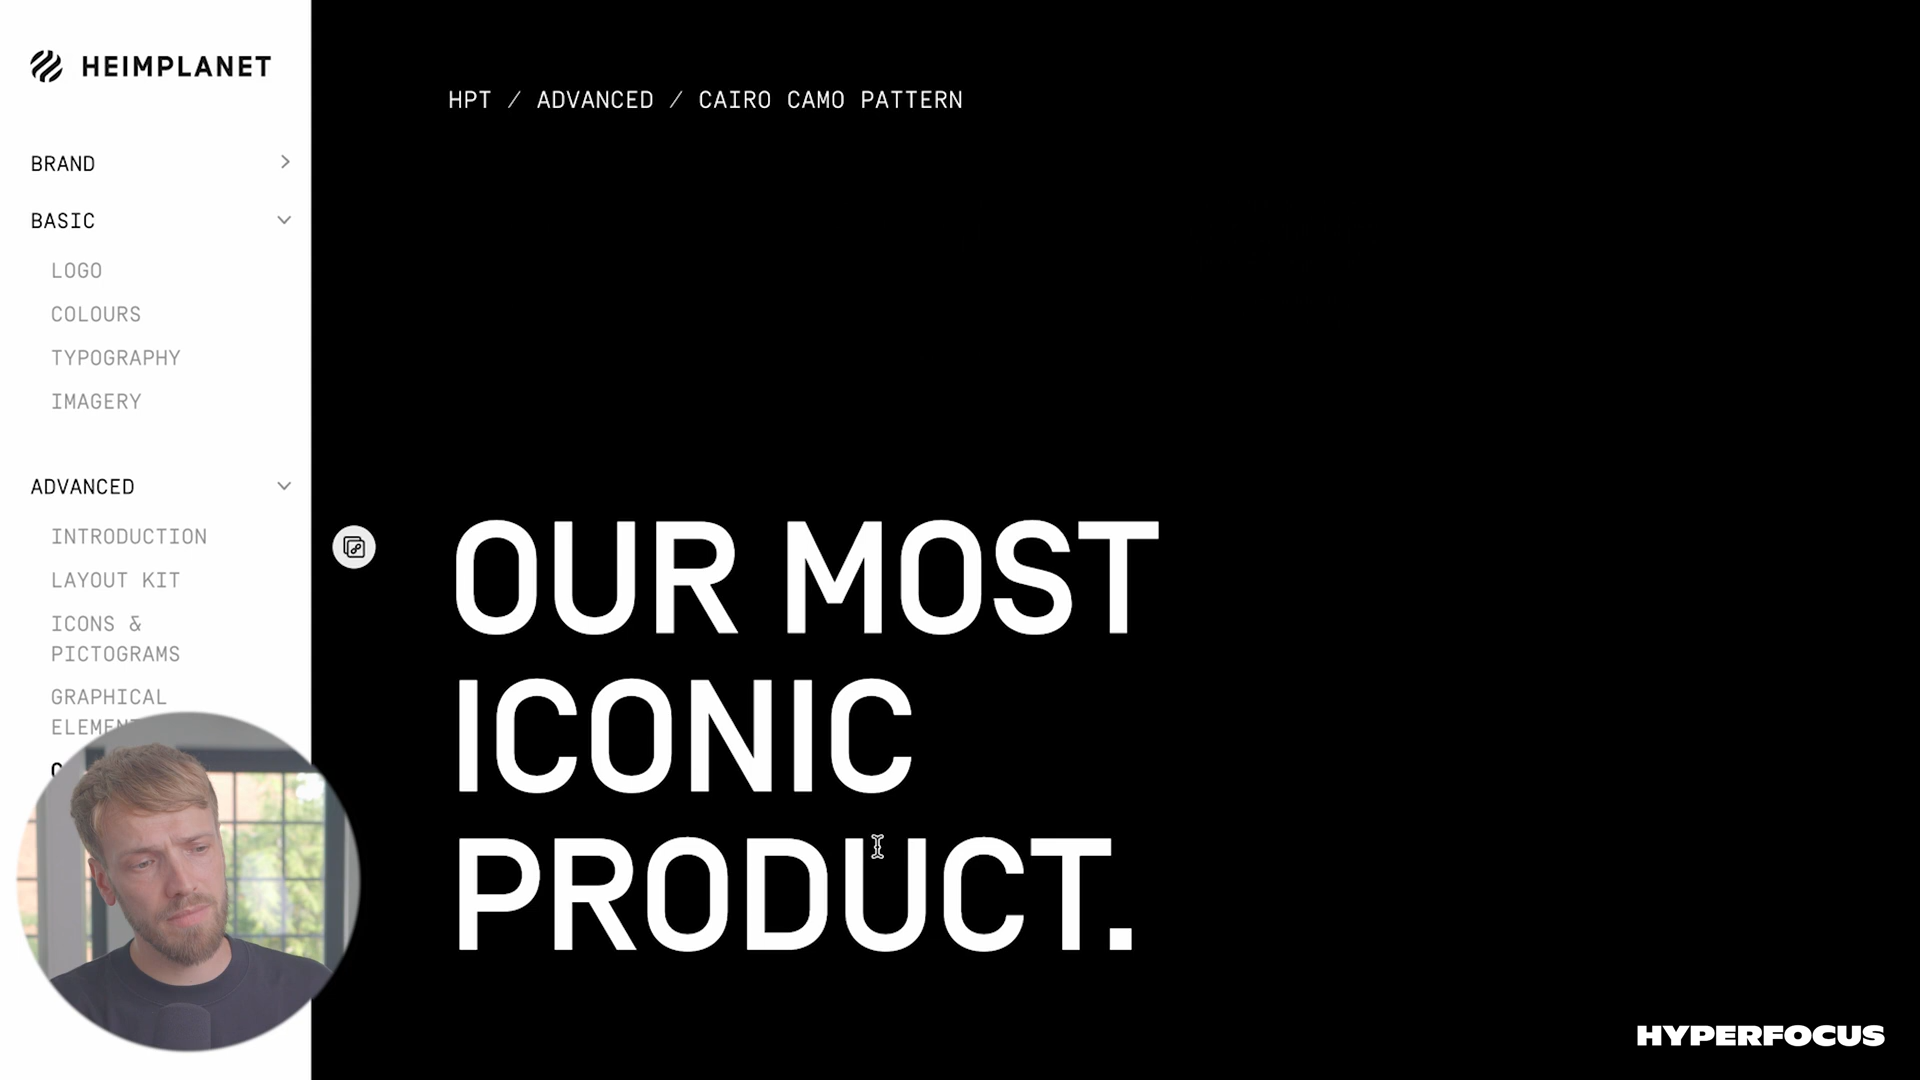 HEIMPLANET
BRAND
BASIC
LOGO
COLOURS
TYPOGRAPHY
IMAGERY
ADVANCED
INTRODUCTION
LAYOUT KIT
ICONS &
PICTOGRAMS
GRAPHICAL
HPT / ADVANCED / CAIRO CAMO PATTERN
OUR MOST
ICONIC
PRODUCT.
HYPERFOCUS